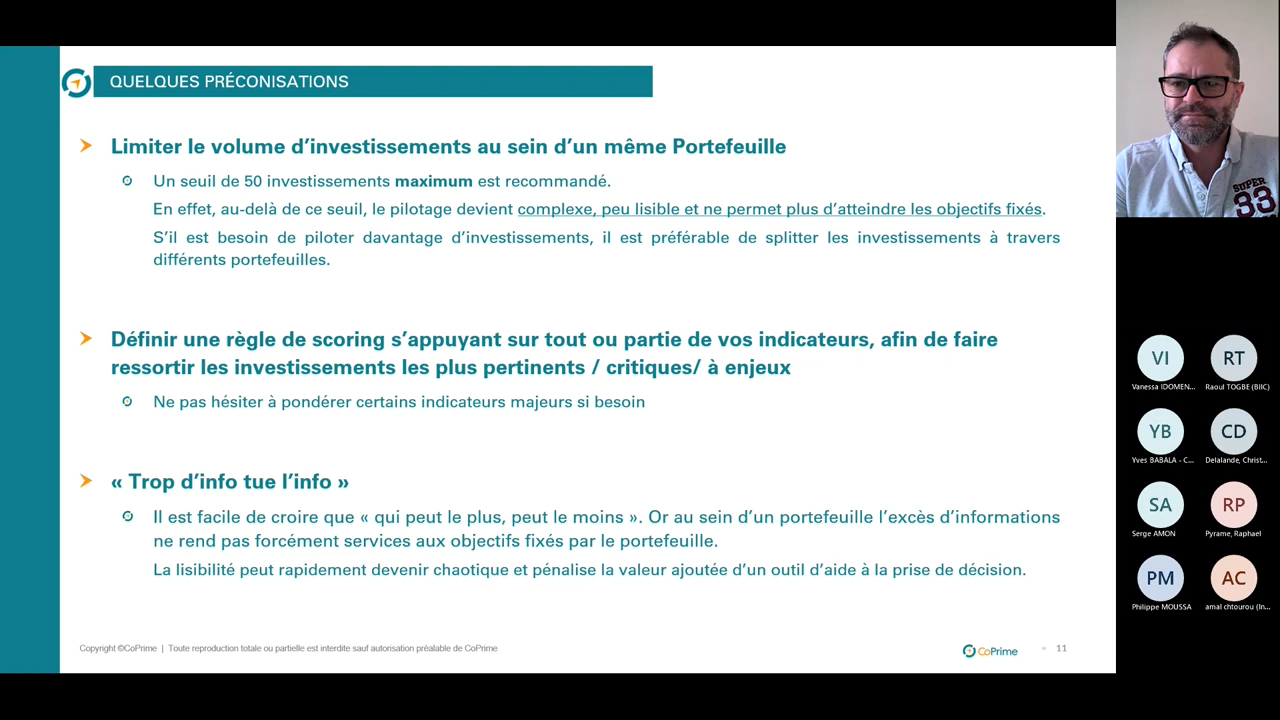 QUELQUES PRÉCONISATIONS
Limiter le volume d’investissements au sein d’un même Portefeuille
Un seuil de 50 investissements maximum est recommandé.
En effet, au-delà de ce seuil, le pilotage devient complexe, peu lisible et ne permet plus d’atteindre les objectifs fixés.
S’il est besoin de piloter davantage d’investissements, il est préférable de splitter les investissements à travers
différents portefeuilles.
Définir une règle de scoring s’appuyant sur tout ou partie de vos indicateurs, afin de faire
ressortir les investissements les plus pertinents / critiques/ à enjeux
Ne pas hésiter à pondérer certains indicateurs majeurs si besoin
« Trop d’info tue l’info »
Il est facile de croire que « qui peut le plus, peut le moins ». Or au sein d’un portefeuille l’excès d’informations
ne rend pas forcément services aux objectifs fixés par le portefeuille.
La lisibilité peut rapidement devenir chaotique et pénalise la valeur ajoutée d’un outil d’aide à la prise de décision.
Copyright ©CoPrime | Toute reproduction totale ou partielle est interdite sauf autorisation préalable de CoPrime
CoPrime
11
SUPER
33
VI
RT
Vanessa IDOMEN...
Raoul TOGBE (BIIC)
YB
CD
Yves BABALA - C...
Delalande, Christ...
SA
RP
Serge AMON
Pyrame, Raphael
PM
AC
Philippe MOUSSA
amal chtourou (In...